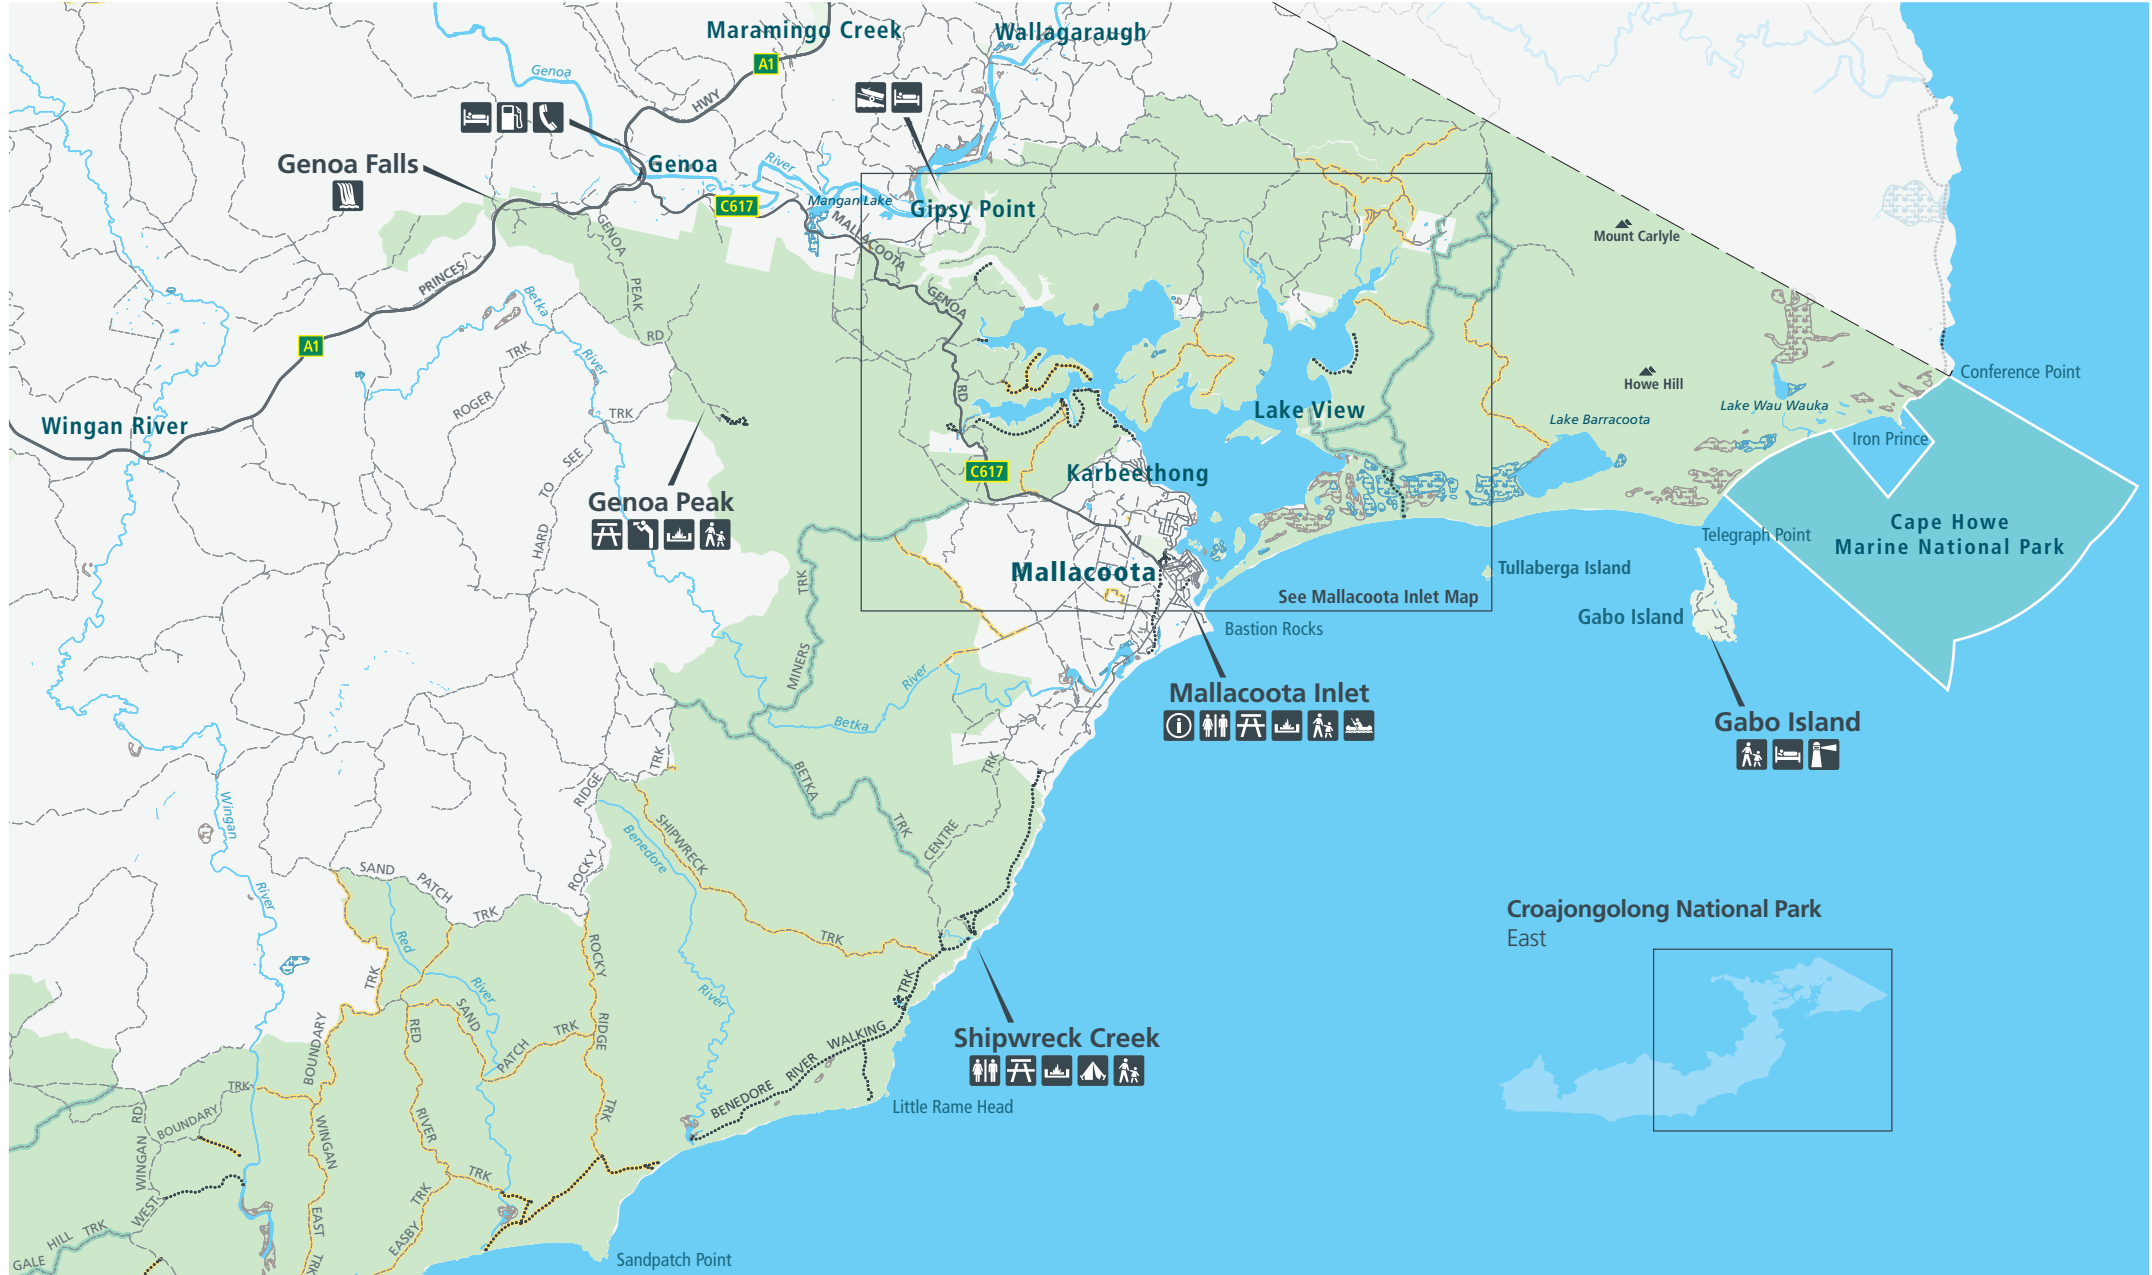 Maramingo Creek
Wallagaraugh
A1
Genoa
HWY
Genoa Falls
Genoa
River
C617
Mangan Lake
Gipsy Point
MALLACOOTA
GENOA
PEAK
RD
PRINCES
Betka
River
GENOA
RD
Mount Carlyle
A1
TRK
ROGER
TRK
Howe Hill
Conference Point
Lake Wau Wauka
Lake View
Lake Barracoota
Iron Prince
Wingan River
SEE
TO
HARD
C617
Karbeethong
Genoa Peak
Cape Howe
Marine National Park
Telegraph Point
Mallacoota
Tullaberga Island
See Mallacoota Inlet Map
Gabo Island
Bastion Rocks
TRK
MINERS
River
Betka
Mallacoota Inlet
i
Gabo Island
TRK
RIDGE
ROCKY
BETKA
TRK
TRK
CENTRE
Wingan
River
Benedore
River
SHIPWRECK
TRK
SAND
PATCH
TRK
Croajongolong National Park
East
Red
River
TRK
ROCKY
RIDGE
TRK
SAND
PATCH
TRK
BOUNDARY
TRK
RED
RIVER
TRK
BENEDORE
RIVER
WALKING
TRK
Shipwreck Creek
Little Rame Head
BOUNDARY
WINGAN
RD
WEST
WINGAN
EAST
TRK
EASBY
TRK
GALE
HILL
TRK
Sandpatch Point